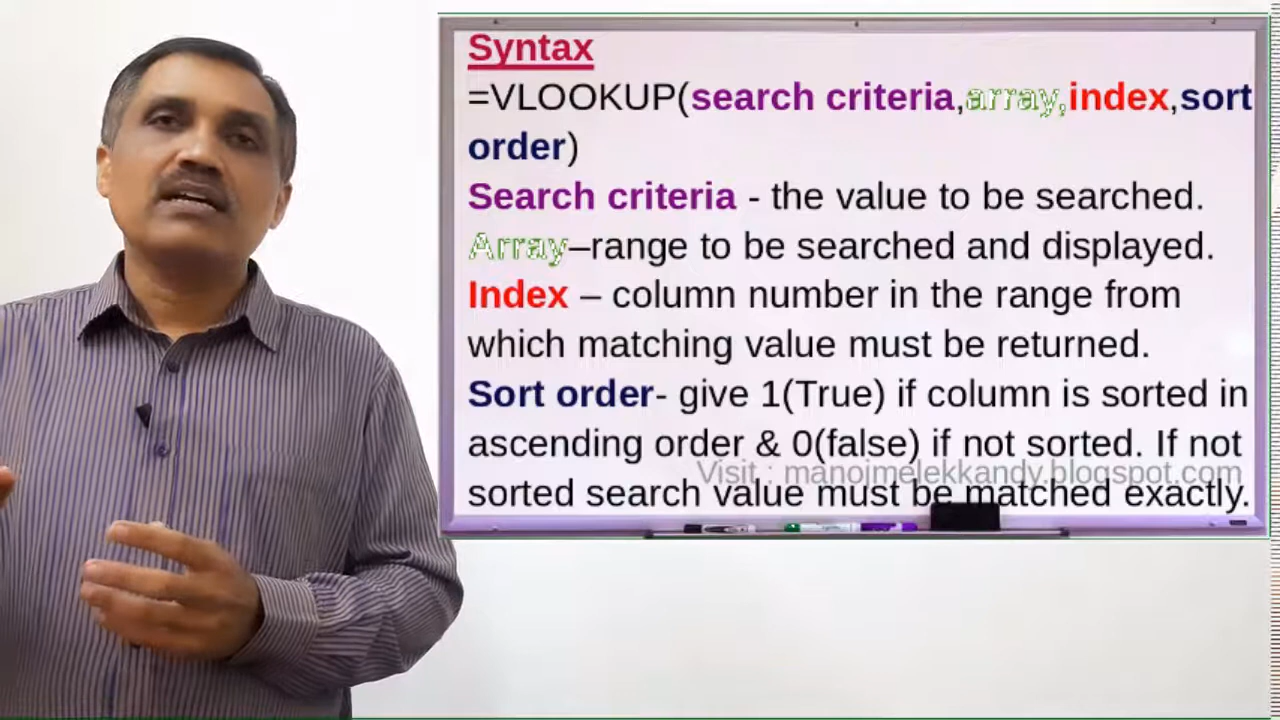 Syntax
=VLOOKUP(search criteria,array,index,sort
order)
Search criteria - the value to be searched.
Array–range to be searched and displayed.
Index – column number in the range from
which matching value must be returned.
Sort order- give 1(True) if column is sorted in
ascending order & 0(false) if not sorted. If not
Visit : manojmelekkandy.blogspot.com
sorted search value must be matched exactly.